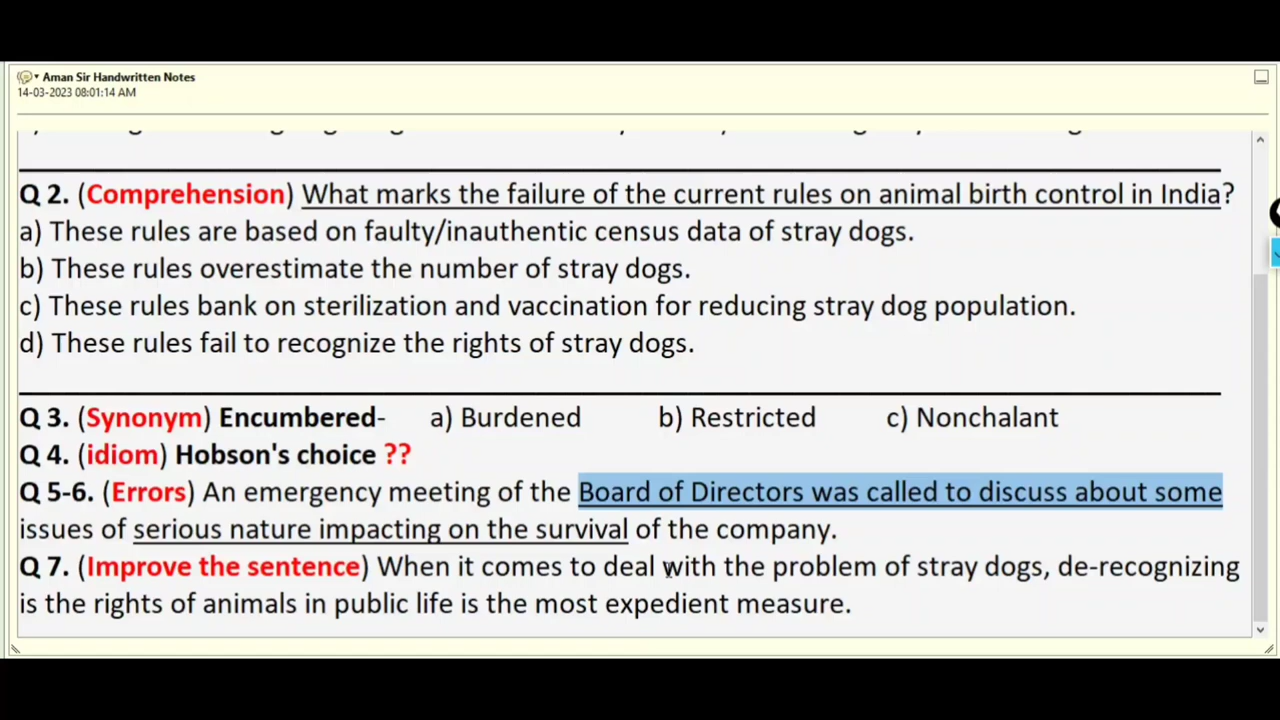 Aman Sir Handwritten Notes
14-03-2023 08:01:14 AM
Q 2. (Comprehension) What marks the failure of the current rules on animal birth control in India?
a) These rules are based on faulty/inauthentic census data of stray dogs.
b) These rules overestimate the number of stray dogs.
c) These rules bank on sterilization and vaccination for reducing stray dog population.
d) These rules fail to recognize the rights of stray dogs.
Q 3. (Synonym) Encumbered- a) Burdened b) Restricted c) Nonchalant
Q 4. (idiom) Hobson's choice ??
Q 5-6. (Errors) An emergency meeting of the Board of Directors was called to discuss about some
issues of serious nature impacting on the survival of the company.
Q 7. (Improve the sentence) When it comes to deal with the problem of stray dogs, de-recognizing
is the rights of animals in public life is the most expedient measure.